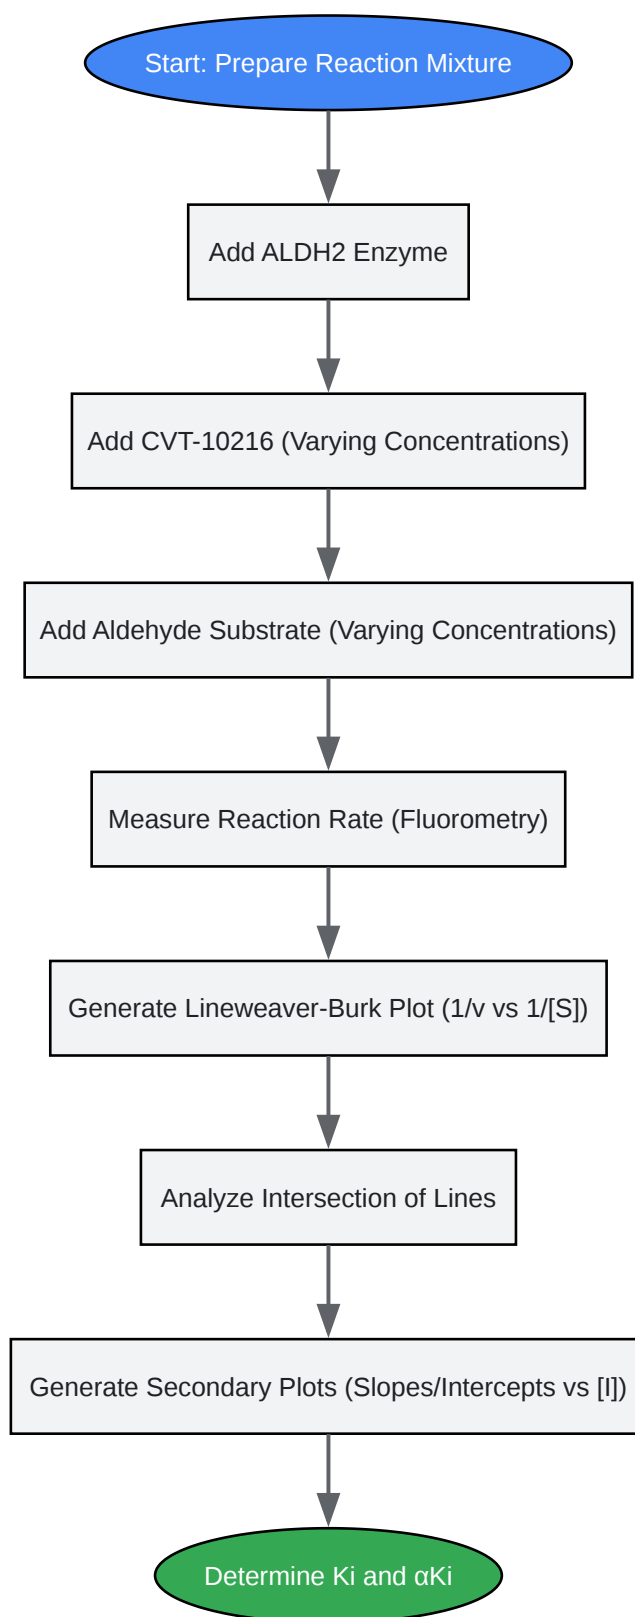 Start: Prepare Reaction Mixture
Add ALDH2 Enzyme
Add CVT-10216 (Varying Concentrations)
Add Aldehyde Substrate (Varying Concentrations)
Measure Reaction Rate (Fluorometry)
Generate Lineweaver-Burk Plot (1/v vs 1/[S])
Analyze Intersection of Lines
Generate Secondary Plots (Slopes/Intercepts vs [I])
Determine Ki and αKi